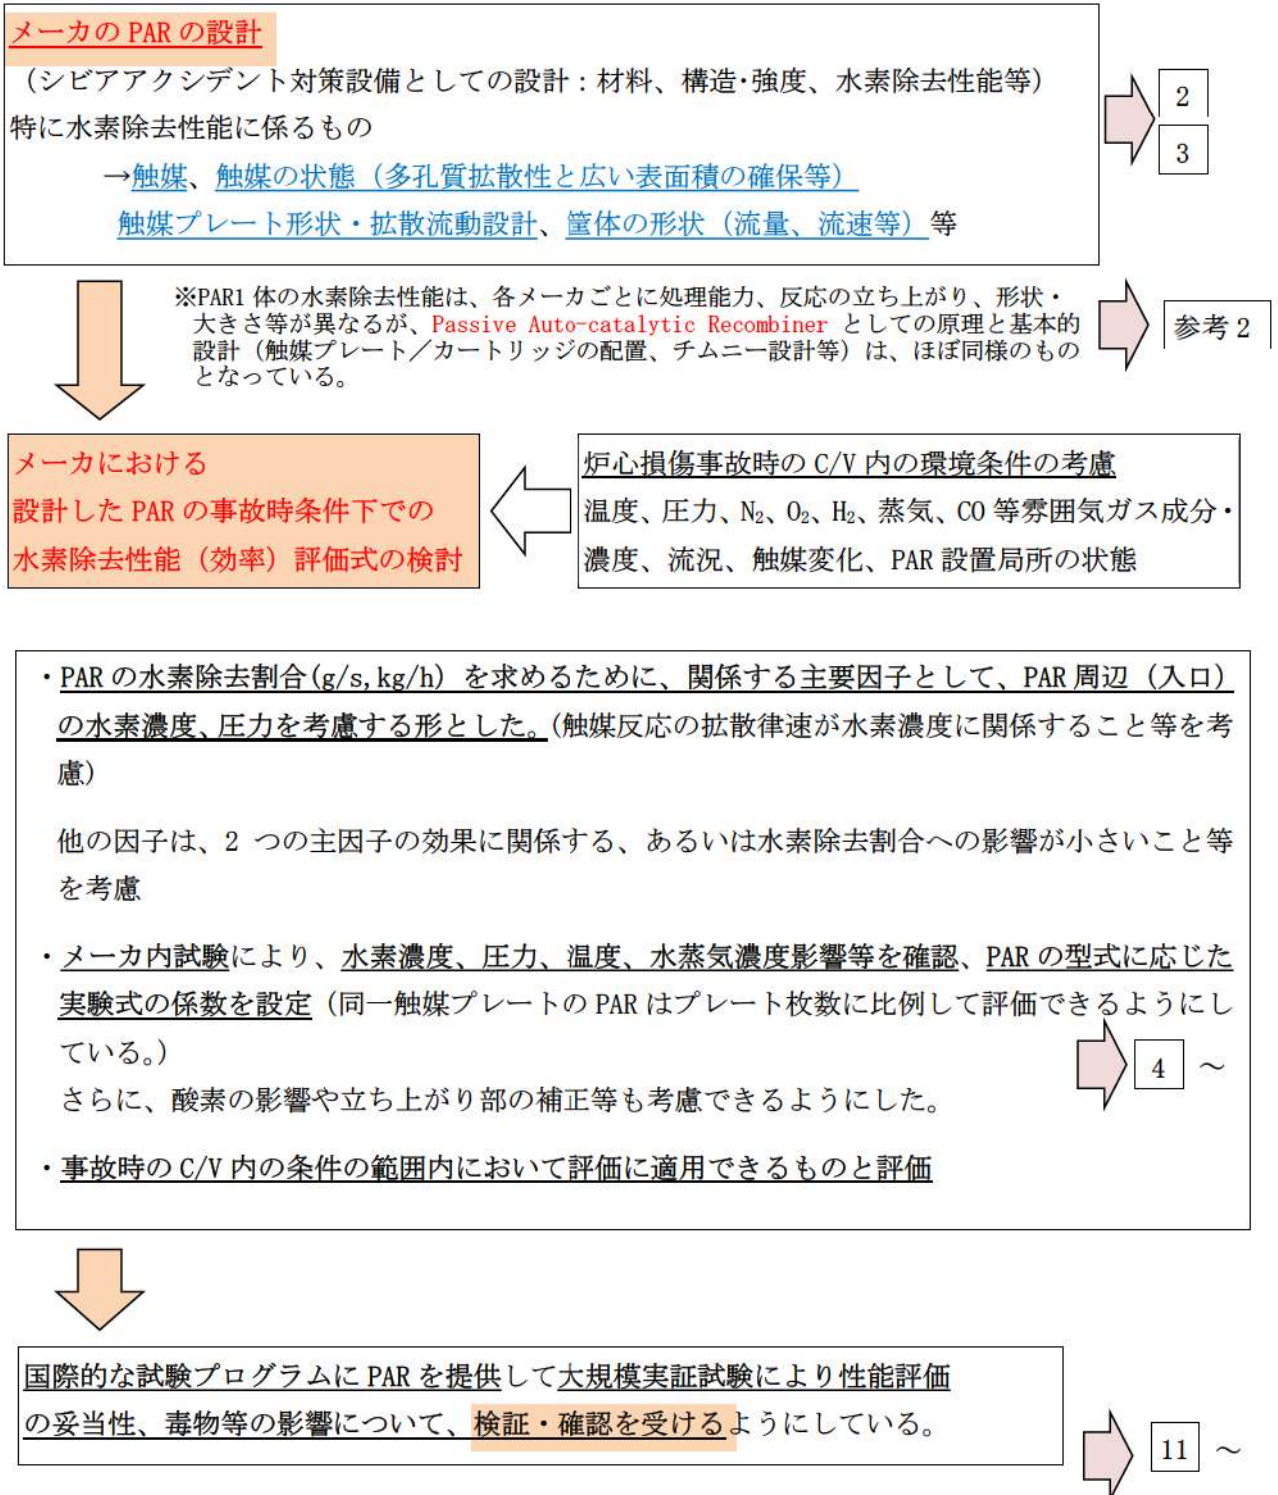 メーカの PAR の設計
（シビアアクシデント対策設備としての設計：材料、構造・強度、水素除去性能等）
2
特に水素除去性能に係るもの
3
→触媒、触媒の状態（多孔質拡散性と広い表面積の確保等）
触媒プレート形状・拡散流動設計、筐体の形状（流量、流速等）等
※PAR1 体の水素除去性能は、各メーカごとに処理能力、反応の立ち上がり、形状・
大きさ等が異なるが、Passive Auto-catalytic Recombiner としての原理と基本的
設計（触媒プレート／カートリッジの配置、チムニー設計等）は、ほぼ同様のもの
となっている。
参考 2
メーカにおける
設計した PAR の事故時条件下での
水素除去性能（効率）評価式の検討
炉心損傷事故時の C/V 内の環境条件の考慮
温度、圧力、N₂、O₂、H₂、蒸気、CO 等雰囲気ガス成分・
濃度、流況、触媒変化、PAR 設置局所の状態
・PAR の水素除去割合(g/s,kg/h）を求めるために、関係する主要因子として、PAR 周辺（入口）
の水素濃度、圧力を考慮する形とした。(触媒反応の拡散律速が水素濃度に関係すること等を考
慮）
他の因子は、2 つの主因子の効果に関係する、あるいは水素除去割合への影響が小さいこと等
を考慮
・メーカ内試験により、水素濃度、圧力、温度、水蒸気濃度影響等を確認、PAR の型式に応じた
実験式の係数を設定（同一触媒プレートの PAR はプレート枚数に比例して評価できるようにし
ている。）
4 ～
さらに、酸素の影響や立ち上がり部の補正等も考慮できるようにした。
・事故時の C/V 内の条件の範囲内において評価に適用できるものと評価
国際的な試験プログラムに PAR を提供して大規模実証試験により性能評価
の妥当性、毒物等の影響について、検証・確認を受けるようにしている。
11 ～